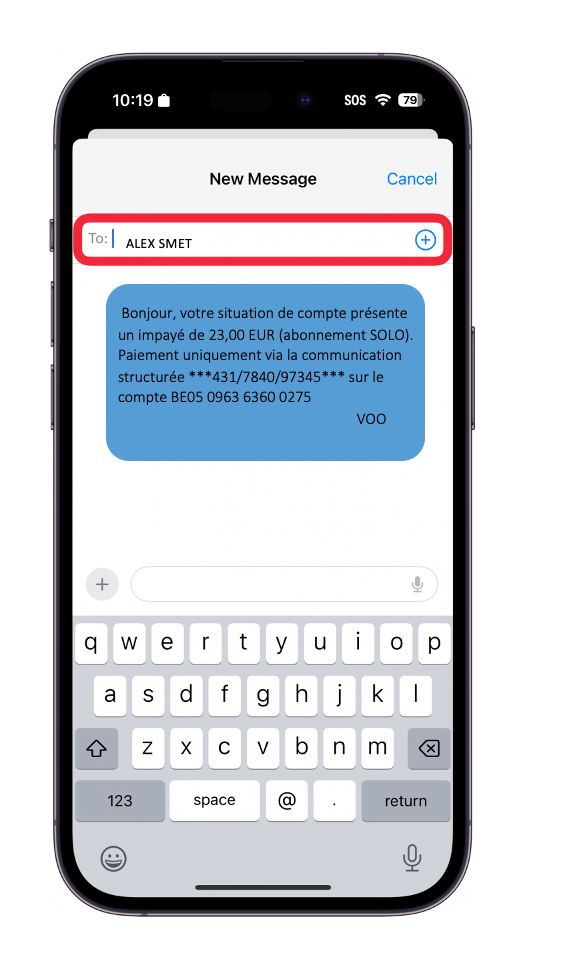 10:19 SOS 79
New Message Cancel
To: ALEX SMET
Bonjour, votre situation de compte présente
un impayé de 23,00 EUR (abonnement SOLO).
Paiement uniquement via la communication
structurée ***431/7840/97345*** sur le
compte BE05 0963 6360 0275
VOO
q w e r t y u i o p
a s d f g h j k l
z x c v b n m
123 space @ . return